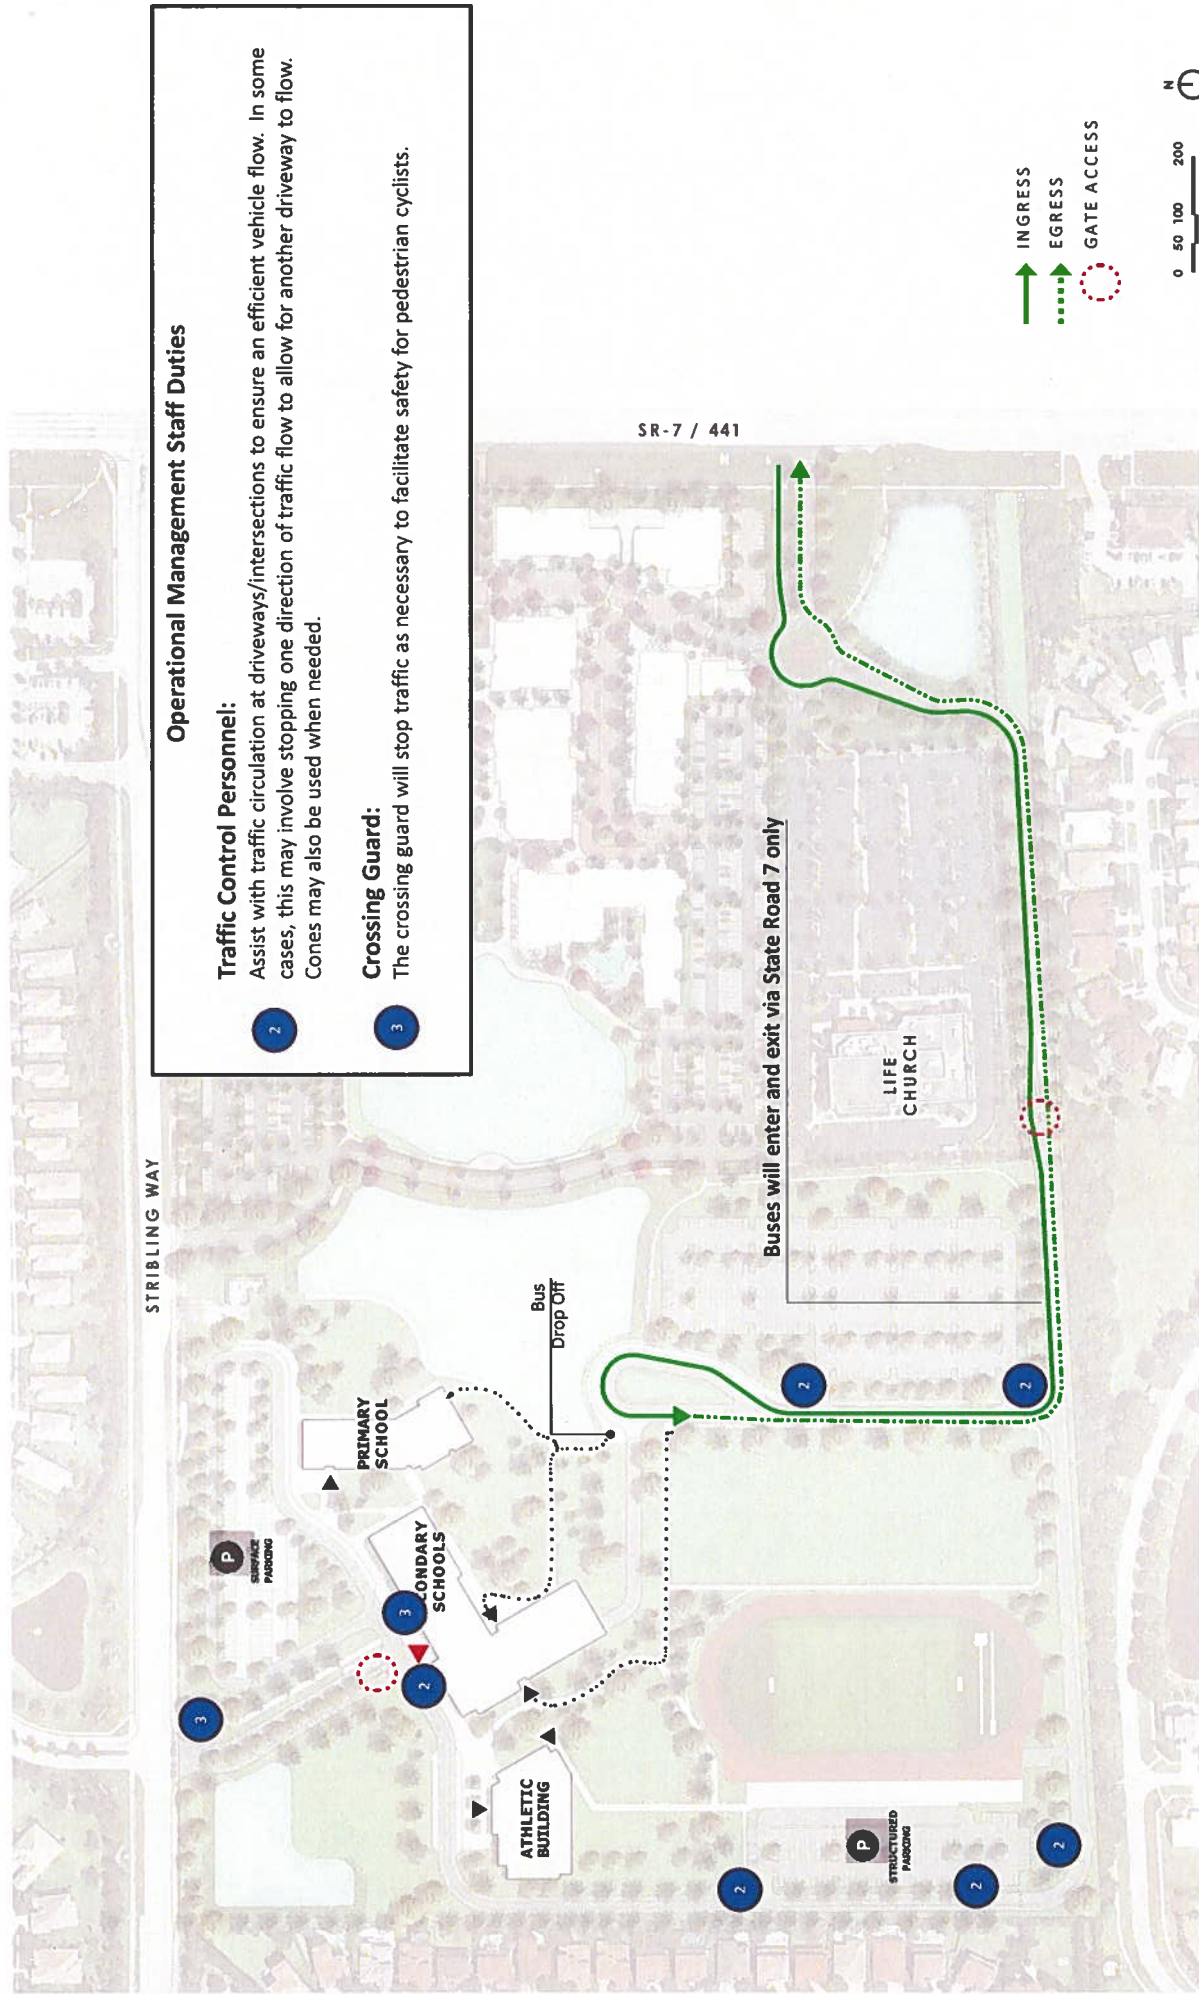 Operational Management Staff Duties
Traffic Control Personnel:
2
Assist with traffic circulation at driveways/intersections to ensure an efficient vehicle flow. In some
cases, this may involve stopping one direction of traffic flow to allow for another driveway to flow.
Cones may also be used when needed.
Crossing Guard:
3
The crossing guard will stop traffic as necessary to facilitate safety for pedestrian cyclists.
STRIBLING WAY
SR-7 / 441
3
P
SURFACE
PARKING
PRIMARY
SCHOOL
3
CONDARY
SCHOOLS
2
Bus
Drop Off
ATHLETIC
BUILDING
2
P
STRUCTURED
PARKING
2
2
2
2
Buses will enter and exit via State Road 7 only
LIFE
CHURCH
INGRESS
EGRESS
GATE ACCESS
N
0 50 100 200